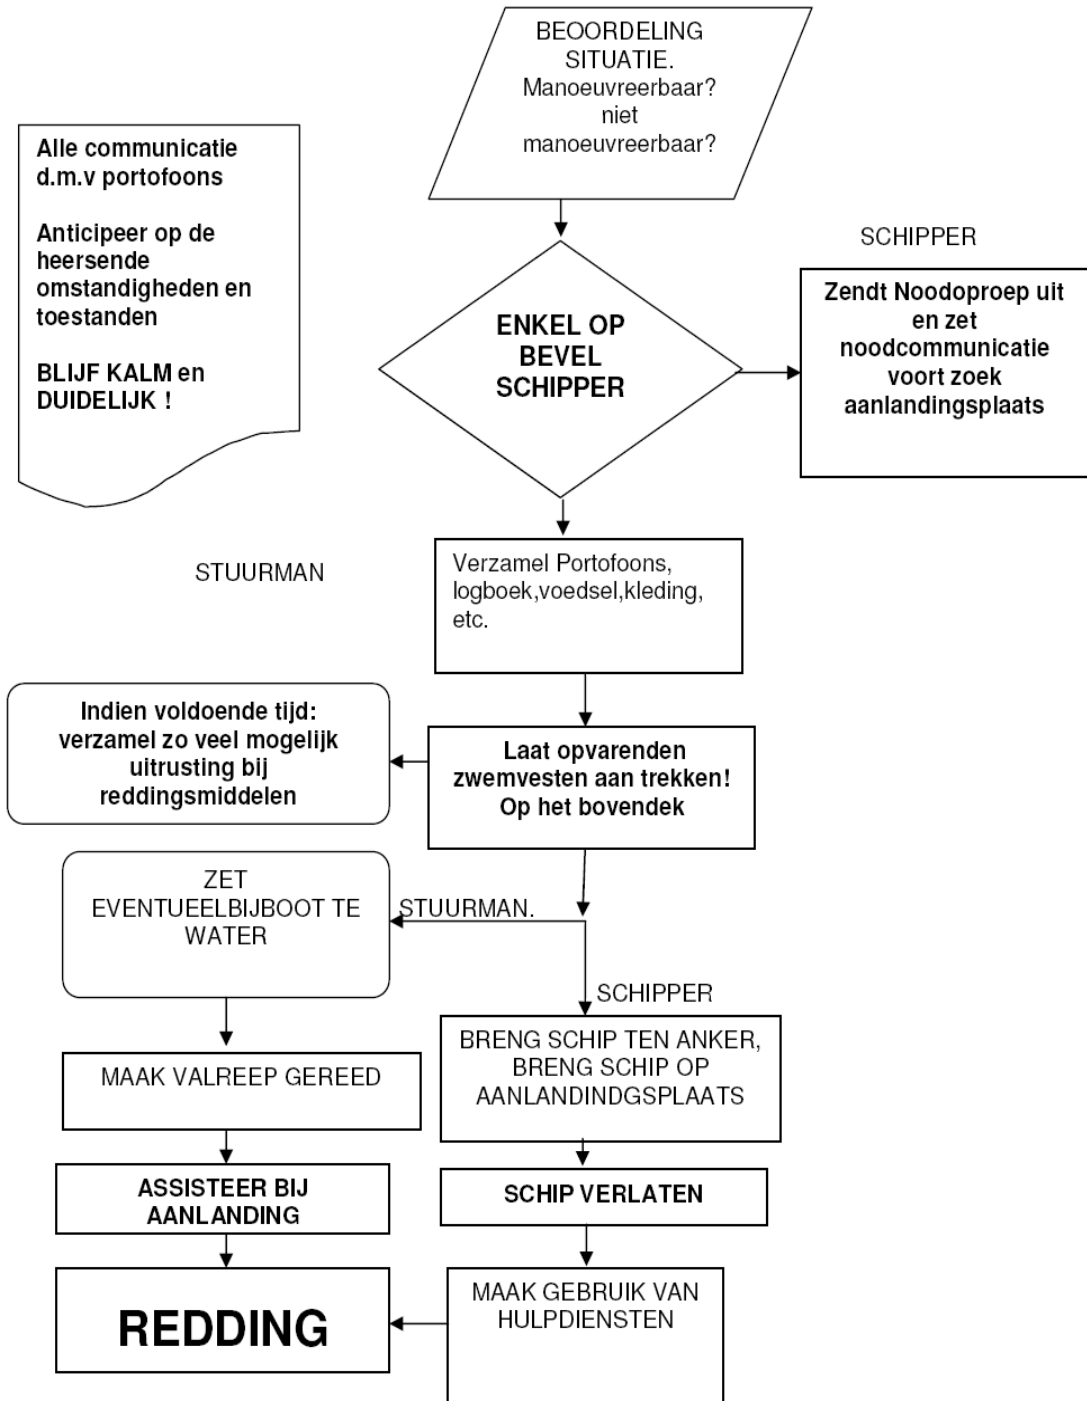 BEOORDELING
SITUATIE.
Manoeuvreerbaar?
niet
manoeuvreerbaar?
Alle communicatie
d.m.v portofoons
Anticipeer op de
heersende
omstandigheden en
toestanden
BLIJF KALM en
DUIDELIJK !
SCHIPPER
ENKEL OP
BEVEL
SCHIPPER
Zendt Noodoproep uit
en zet
noodcommunicatie
voort zoek
aanlandingsplaats
STUURMAN
Verzamel Portofoons,
logboek,voedsel,kleding,
etc.
Indien voldoende tijd:
verzamel zo veel mogelijk
uitrusting bij
reddingsmiddelen
Laat opvarenden
zwemvesten aan trekken!
Op het bovendek
ZET
EVENTUEELBIJBOOT TE
WATER
STUURMAN.
SCHIPPER
BRENG SCHIP TEN ANKER,
BRENG SCHIP OP
AANLANDINDGSPLAATS
MAAK VALREEP GEREED
ASSISTEER BIJ
AANLANDING
SCHIP VERLATEN
REDDING
MAAK GEBRUIK VAN
HULPDIENSTEN